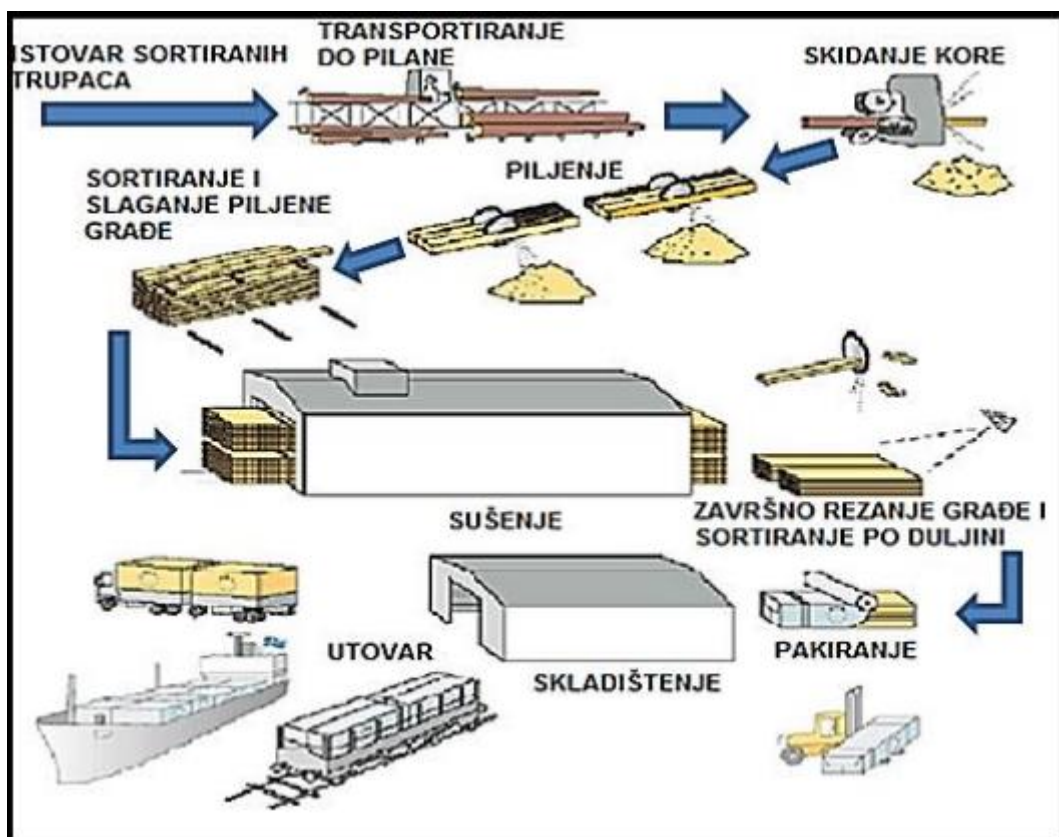 ISTOVAR SORTIRANIH
TRUPACA
TRANSPORTIRANJE
DO PILANE
SKIDANJE KORE
PILJENJE
SORTIRANJE I
SLAGANJE PILJENE
GRAĐE
SUŠENJE
ZAVRŠNO REZANJE GRAĐE I
SORTIRANJE PO DULJINI
PAKIRANJE
SKLADIŠTENJE
UTOVAR